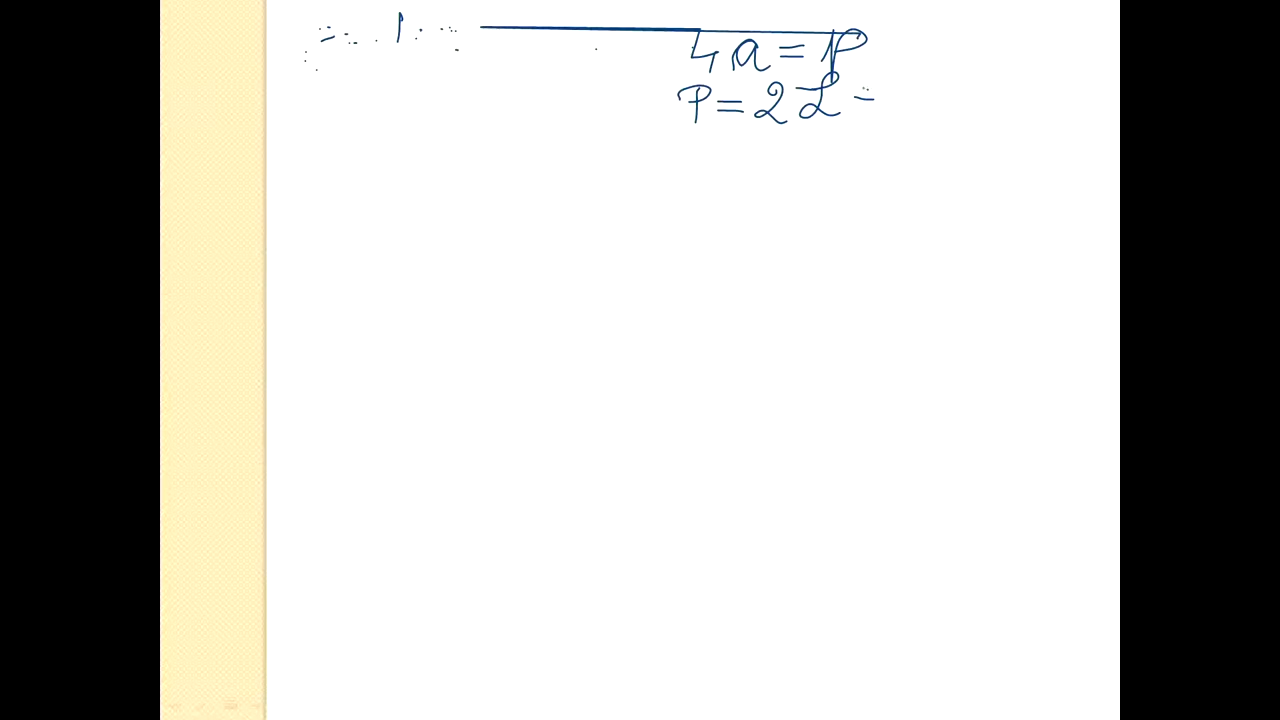 4a = P
P = 2L =